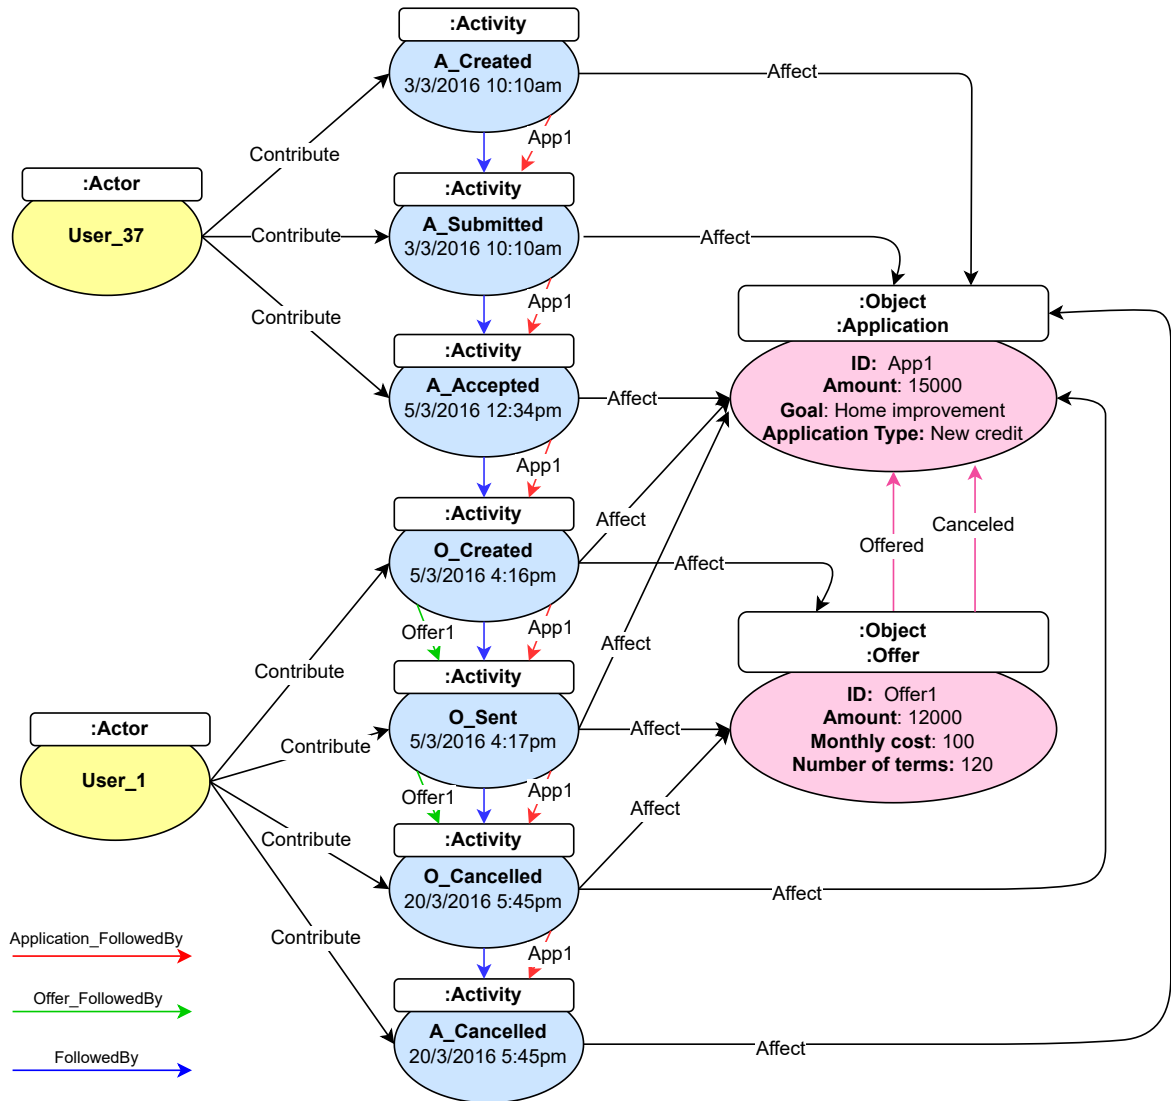 :Activity
A_Created
3/3/2016 10:10am
Affect
App1
Contribute
:Actor
User_37
:Activity
A_Submitted
3/3/2016 10:10am
Contribute
Affect
App1
Contribute
:Activity
A_Accepted
5/3/2016 12:34pm
Affect
:Object
:Application
ID: App1
Amount: 15000
Goal: Home improvement
Application Type: New credit
App1
:Activity
O_Created
5/3/2016 4:16pm
Affect
Affect
Offered
Canceled
Offer1
App1
Affect
Contribute
:Object
:Offer
ID: Offer1
Amount: 12000
Monthly cost: 100
Number of terms: 120
:Activity
O_Sent
5/3/2016 4:17pm
Affect
Contribute
:Actor
User_1
Offer1
App1
Affect
Contribute
:Activity
O_Cancelled
20/3/2016 5:45pm
Affect
Contribute
App1
:Activity
A_Cancelled
20/3/2016 5:45pm
Affect
Application_FollowedBy
Offer_FollowedBy
FollowedBy